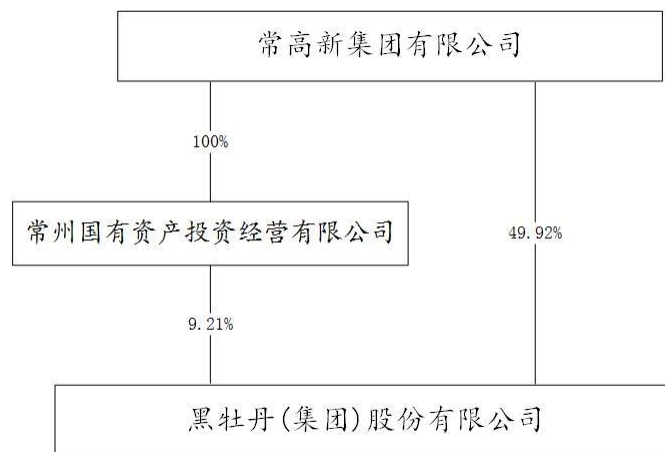 常高新集团有限公司
100%
常州国有资产投资经营有限公司
49.92%
9.21%
黑牡丹(集团)股份有限公司